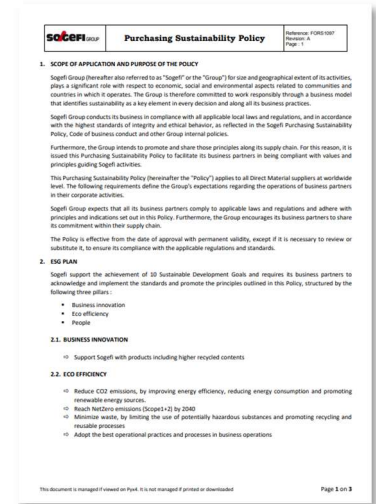 SOGEFI GROUP
Purchasing Sustainability Policy
Reference: FORS1087
Revision: A
Page : 1
1. SCOPE OF APPLICATION AND PURPOSE OF THE POLICY
Sogefi Group (hereafter also referred to as "Sogefi" or the "Group") for size and geographical extent of its activities,
plays a significant role with respect to economic, social and environmental aspects related to communities and
countries in which it operates. The Group is therefore committed to work responsibly through a business model
that identifies sustainability as a key element in every decision and along all its business practices.
Sogefi Group conducts its business in compliance with all applicable local laws and regulations, and in accordance
with the highest standards of integrity and ethical behavior, as reflected in the Sogefi Purchasing Sustainability
Policy, Code of business conduct and other Group internal policies.
Furthermore, the Group intends to promote and share those principles along its supply chain. For this reason, it is
issued this Purchasing Sustainability Policy to facilitate its business partners in being compliant with values and
principles guiding Sogefi activities.
This Purchasing Sustainability Policy (hereinafter the "Policy") applies to all Direct Material suppliers at worldwide
level. The following requirements define the Group's expectations regarding the operations of business partners
in their corporate activities.
Sogefi Group expects that all its business partners comply to applicable laws and regulations and adhere with
principles and indications set out in this Policy. Furthermore, the Group encourages its business partners to share
its commitment within their supply chain.
The Policy is effective from the date of approval with permanent validity, except if it is necessary to review or
substitute it, to ensure its compliance with the applicable regulations and standards.
2. ESG PLAN
Sogefi support the achievement of 10 Sustainable Development Goals and requires its business partners to
acknowledge and implement the standards and promote the principles outlined in this Policy, structured by the
following three pillars :
• Business innovation
• Eco efficiency
• People
2.1. BUSINESS INNOVATION
⇨ Support Sogefi with products including higher recycled contents
2.2. ECO EFFICIENCY
⇨ Reduce CO2 emissions, by improving energy efficiency, reducing energy consumption and promoting
renewable energy sources.
⇨ Reach NetZero emissions (Scope1+2) by 2040
⇨ Minimize waste, by limiting the use of potentially hazardous substances and promoting recycling and
reusable processes
⇨ Adopt the best operational practices and processes in business operations
This document is managed if viewed on Pyx4. It is not managed if printed or downloaded
Page 1 on 3